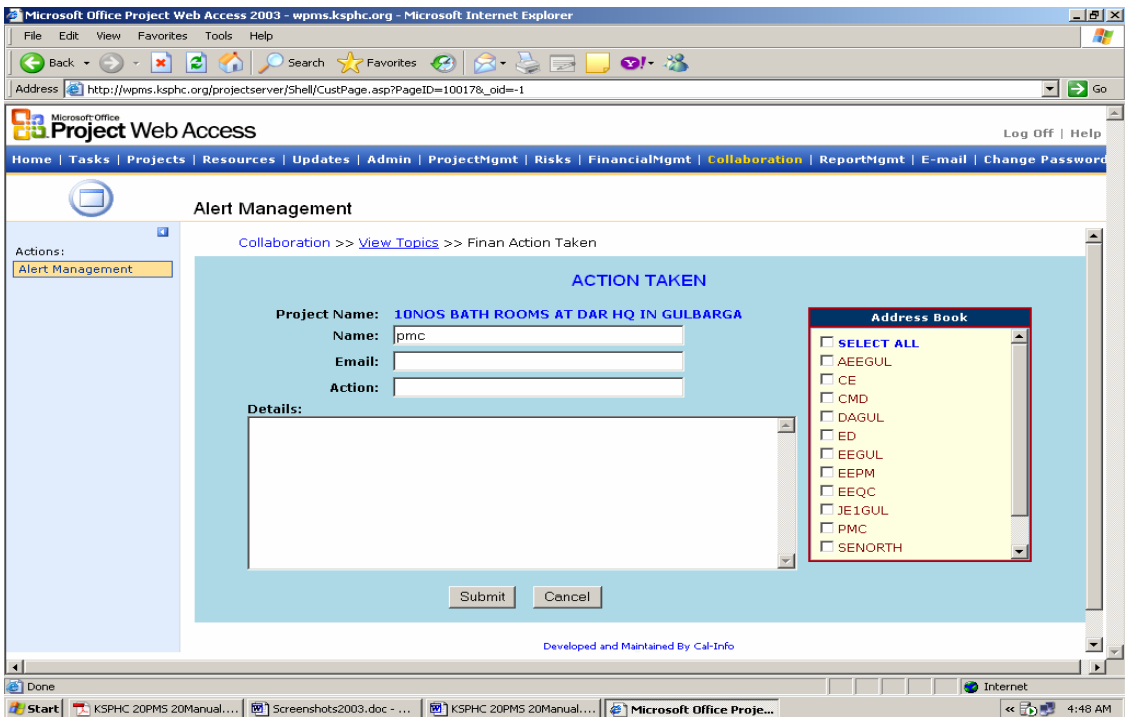 Microsoft Office Project Web Access 2003 - wpms.ksphc.org - Microsoft Internet Explorer
File Edit View Favorites Tools Help
Back Search Favorites
Address http://wpms.ksphc.org/projectserver/Shell/CustPage.asp?PageID=10017&_oid=-1 Go
Microsoft Office
Project Web Access
Log Off | Help
Home | Tasks | Projects | Resources | Updates | Admin | ProjectMgmt | Risks | FinancialMgmt | Collaboration | ReportMgmt | E-mail | Change Password
Alert Management
Actions:
Alert Management
Collaboration >> View Topics >> Finan Action Taken
ACTION TAKEN
Project Name: 10NOS BATH ROOMS AT DAR HQ IN GULBARGA
Name: pmc
Email:
Action:
Details:
Address Book
SELECT ALL
AEEGUL
CE
CMD
DAGUL
ED
EEGUL
EEPM
EEQC
JE1GUL
PMC
SENORTH
Submit Cancel
Developed and Maintained By Cal-Info
Done Internet
Start KSPHC 20PMS 20Manual.... Screenshots2003.doc - ... KSPHC 20PMS 20Manual.... Microsoft Office Proje... 4:48 AM